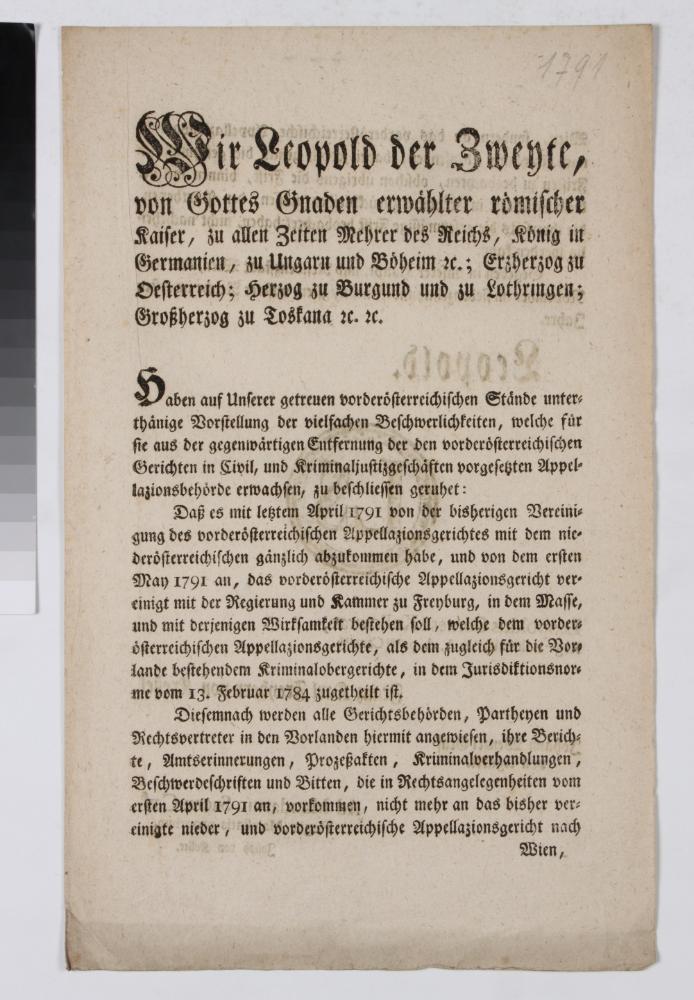 1791
Wir Leopold der Zweyte,
von Gottes Gnaden erwählter römischer
Kaiser, zu allen Zeiten Mehrer des Reichs, König in
Germanien, zu Ungarn und Böheim ꝛc.; Erzherzog zu
Oesterreich; Herzog zu Burgund und zu Lothringen;
Großherzog zu Toskana ꝛc. ꝛc.
Haben auf Unserer getreuen vorderösterreichischen Stände unter-
thänige Vorstellung der vielfachen Beschwerlichkeiten, welche für
sie aus der gegenwärtigen Entfernung der den vorderösterreichischen
Gerichten in Civil, und Kriminaljustizgeschäften vorgesetzten Appel-
lazionsbehörde erwachsen, zu beschliessen geruhet:
Daß es mit letztem April 1791 von der bisherigen Vereini-
gung des vorderösterreichischen Appellazionsgerichtes mit dem nie-
derösterreichischen gänzlich abzukommen habe, und von dem ersten
May 1791 an, das vorderösterreichische Appellazionsgericht ver-
einigt mit der Regierung und Kammer zu Freyburg, in dem Masse,
und mit derjenigen Wirksamkeit bestehen soll, welche dem vorder-
österreichischen Appellazionsgerichte, als dem zugleich für die Vor-
lande bestehendem Kriminalobergerichte, in dem Jurisdiktionsnor-
me vom 13. Februar 1784 zugetheilt ist.
Diesemnach werden alle Gerichtsbehörden, Partheyen und
Rechtsvertreter in den Vorlanden hiermit angewiesen, ihre Berich-
te, Amtserinnerungen, Prozeßakten, Kriminalverhandlungen,
Beschwerdeschriften und Bitten, die in Rechtsangelegenheiten vom
ersten April 1791 an, vorkommen, nicht mehr an das bisher ver-
einigte nieder, und vorderösterreichische Appellazionsgericht nach
Wien,